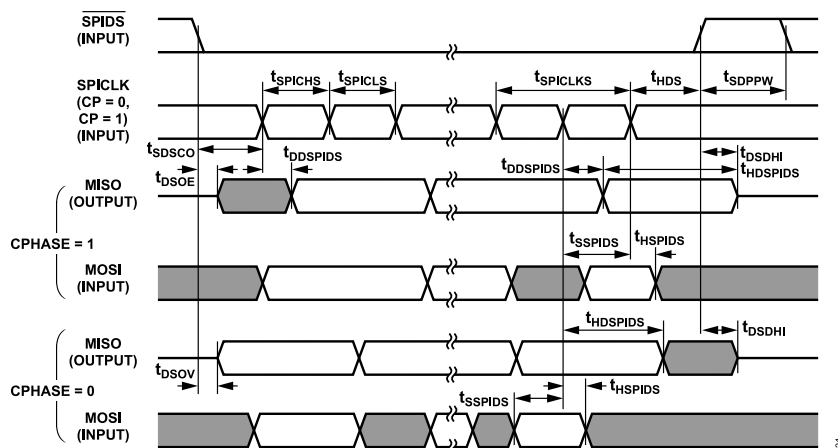 SPIDS
(INPUT)
tSPICHS tSPICLS tSPICLKS tHDS tSDPPW
SPICLK
(CP = 0,
CP = 1)
(INPUT)
tSDSCO
tDSOE tDDSPIDS tDDSPIDS tDSDHI
tHDSPIDS
MISO
(OUTPUT)
CPHASE = 1
tSSPIDS tHSPIDS
MOSI
(INPUT)
tHDSPIDS tDSDHI
MISO
(OUTPUT)
tDSOV
CPHASE = 0
tSSPIDS tHSPIDS
MOSI
(INPUT)